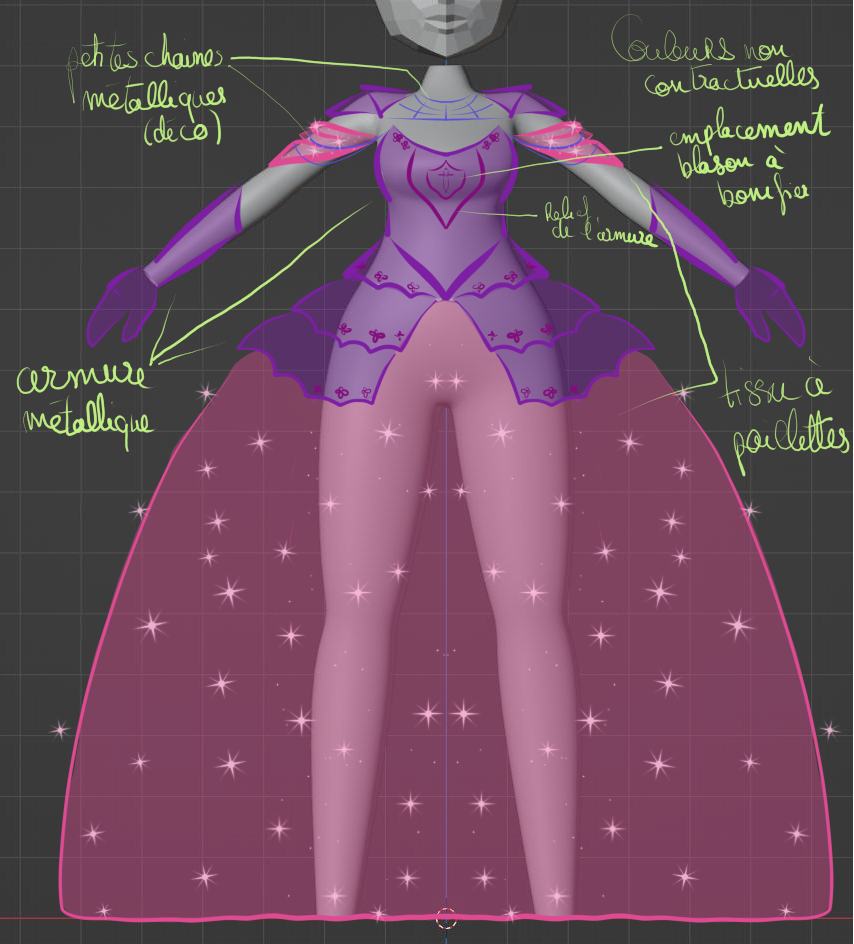 petites chaines
métalliques
(déco)
Couleurs non
contractuelles
emplacement
blason à
bonifier
Relief
de l'armure
armure
métallique
tissu à
paillettes